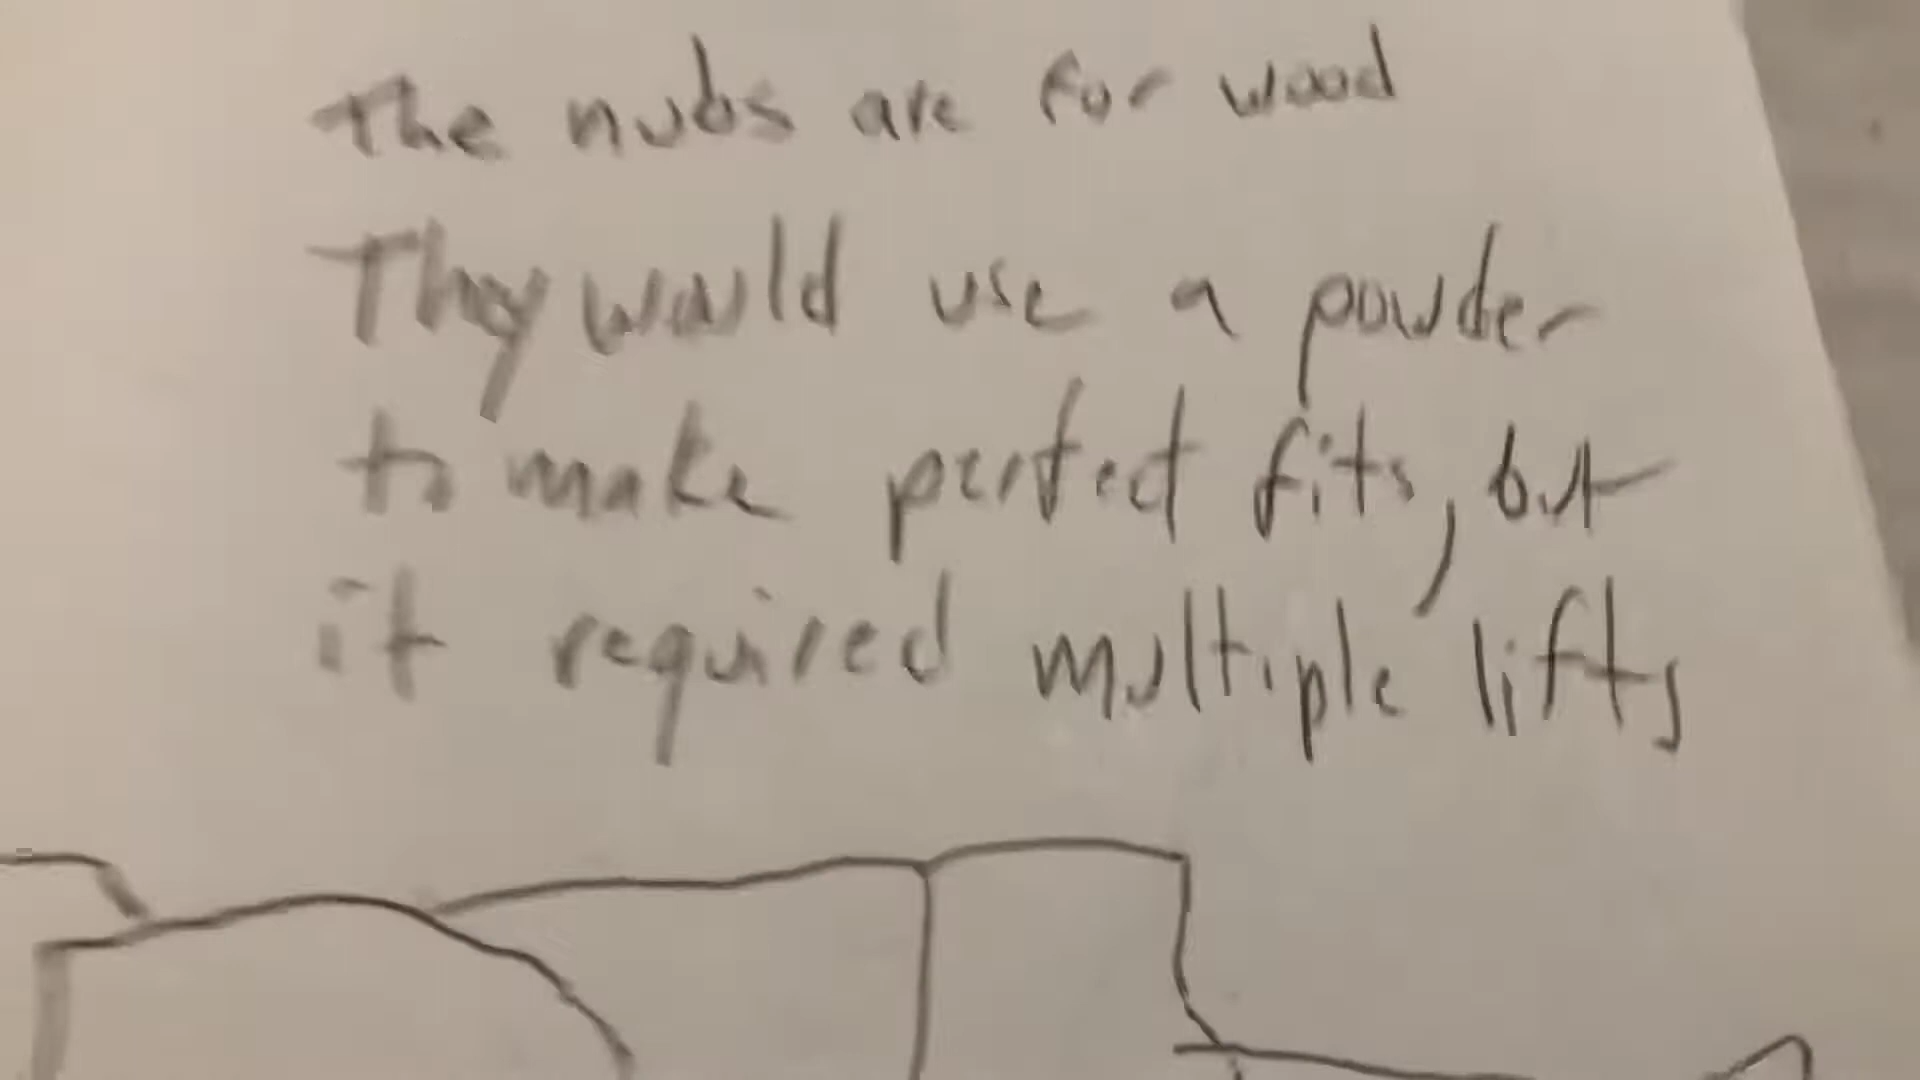 The nubs are for wood
They would use a powder
to make perfect fits, but
it required multiple lifts